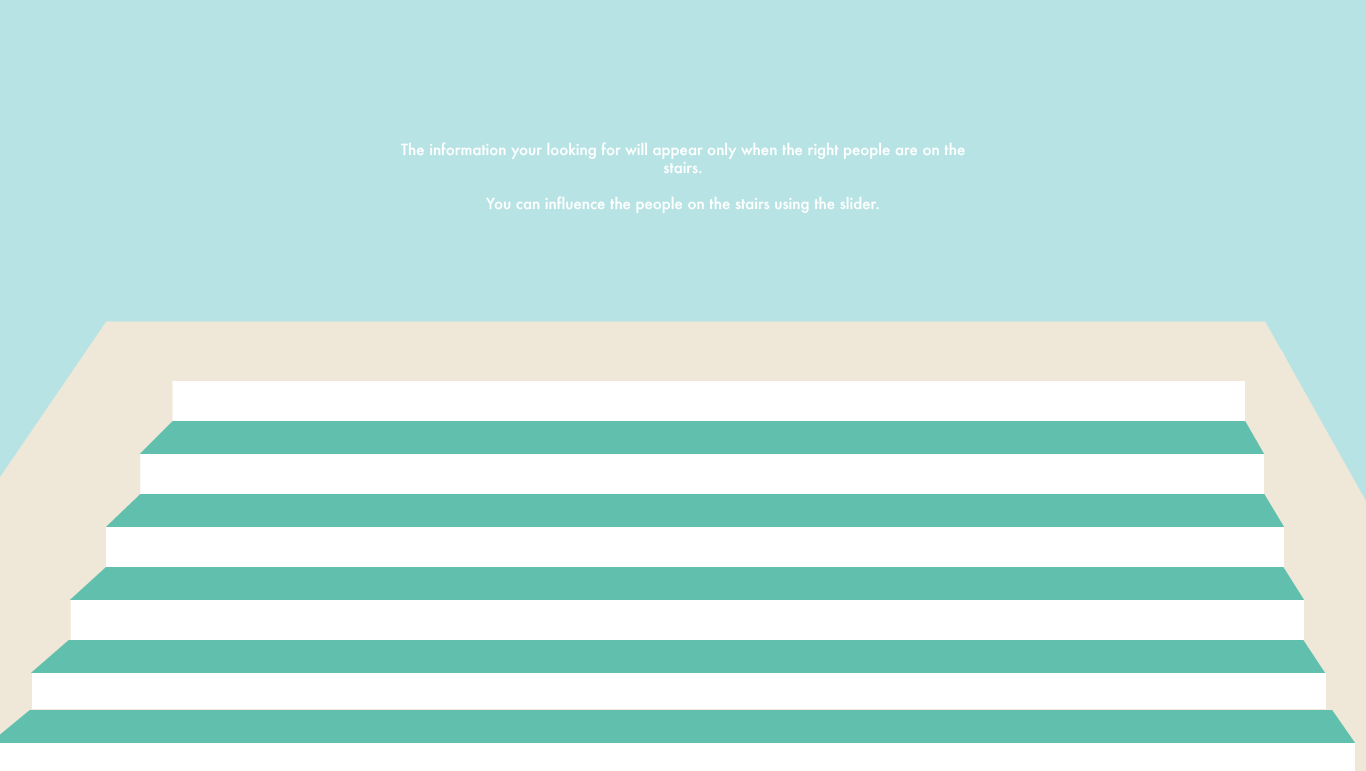 The information your looking for will appear only when the right people are on the
stairs.
You can influence the people on the stairs using the slider.